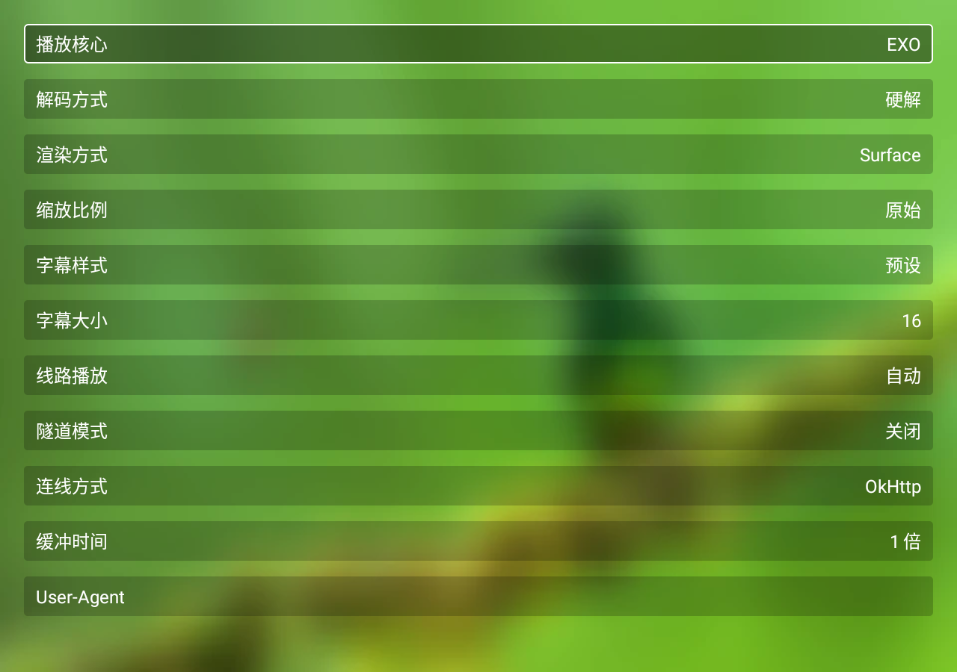 播放核心 EXO
解码方式 硬解
渲染方式 Surface
缩放比例 原始
字幕样式 预设
字幕大小 16
线路播放 自动
隧道模式 关闭
连线方式 OkHttp
缓冲时间 1 倍
User-Agent